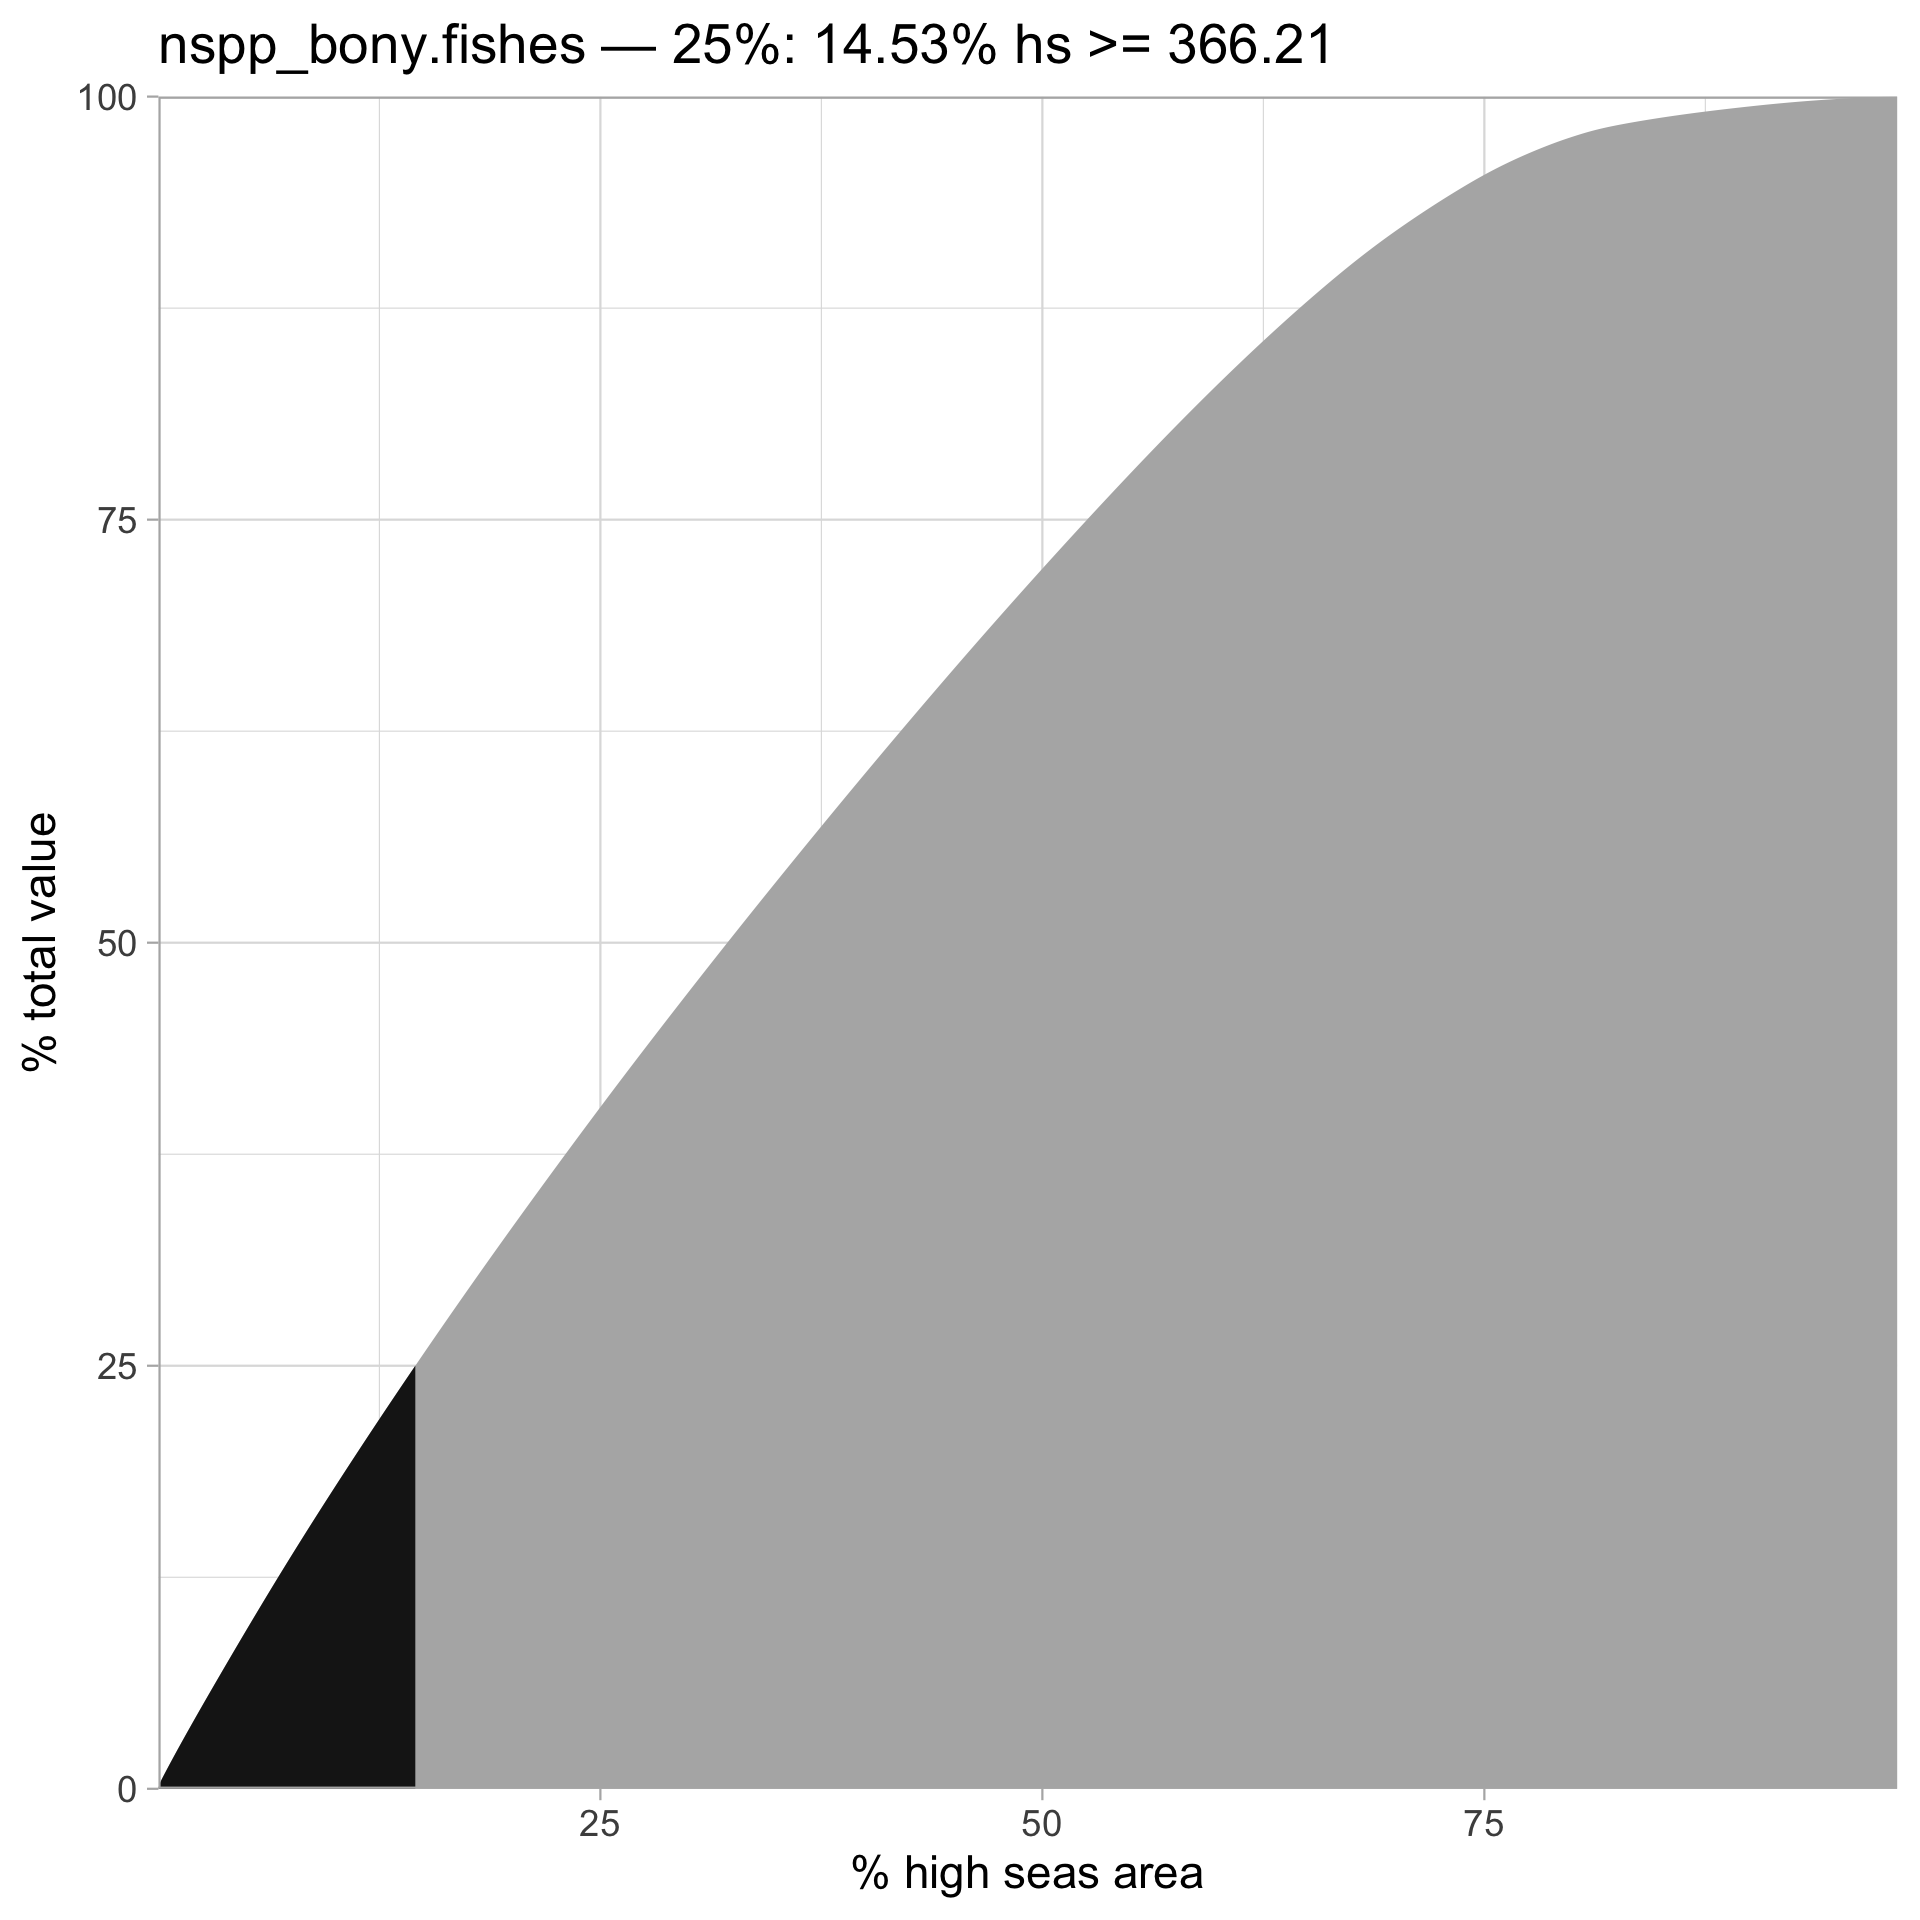 nspp_bony.fishes — 25%: 14.53% hs >= 366.21
100
75
50
25
0
% total value
25
50
75
% high seas area